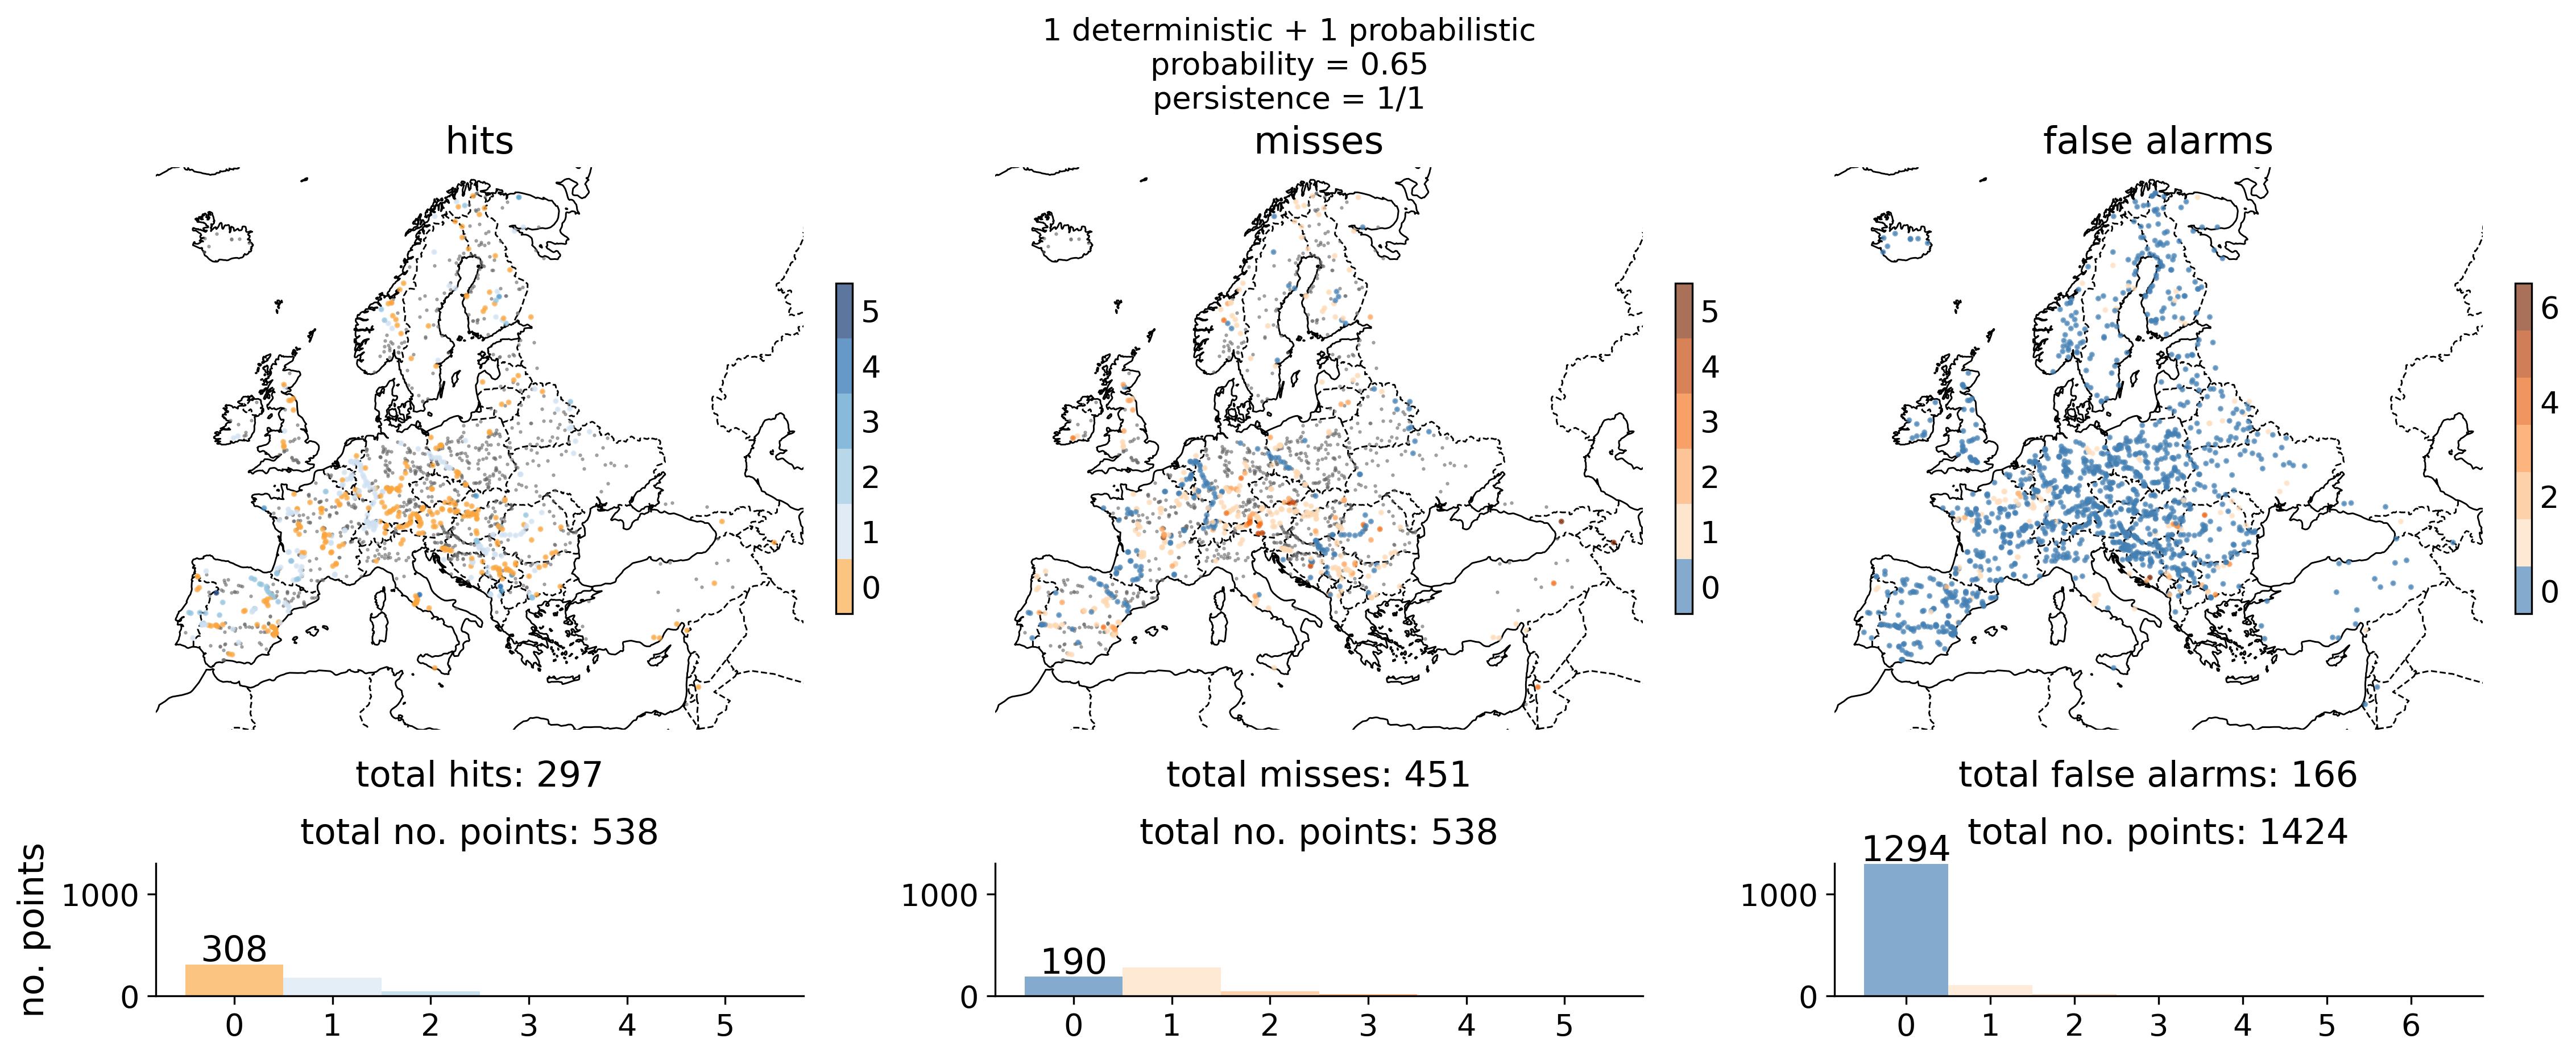 1 deterministic + 1 probabilistic
probability = 0.65
persistence = 1/1
hits
misses
false alarms
5
4
3
2
1
0
5
4
3
2
1
0
6
4
2
0
total hits: 297
total misses: 451
total false alarms: 166
total no. points: 538
total no. points: 538
total no. points: 1424
no. points
1000
0
308
0 1 2 3 4 5
1000
0
190
0 1 2 3 4 5
1000
0
1294
0 1 2 3 4 5 6